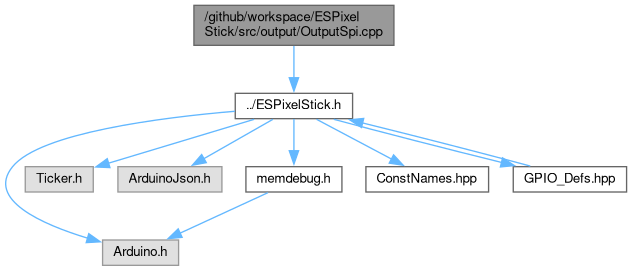 /github/workspace/ESPixel
Stick/src/output/OutputSpi.cpp
../ESPixelStick.h
Ticker.h
ArduinoJson.h
memdebug.h
ConstNames.hpp
GPIO_Defs.hpp
Arduino.h